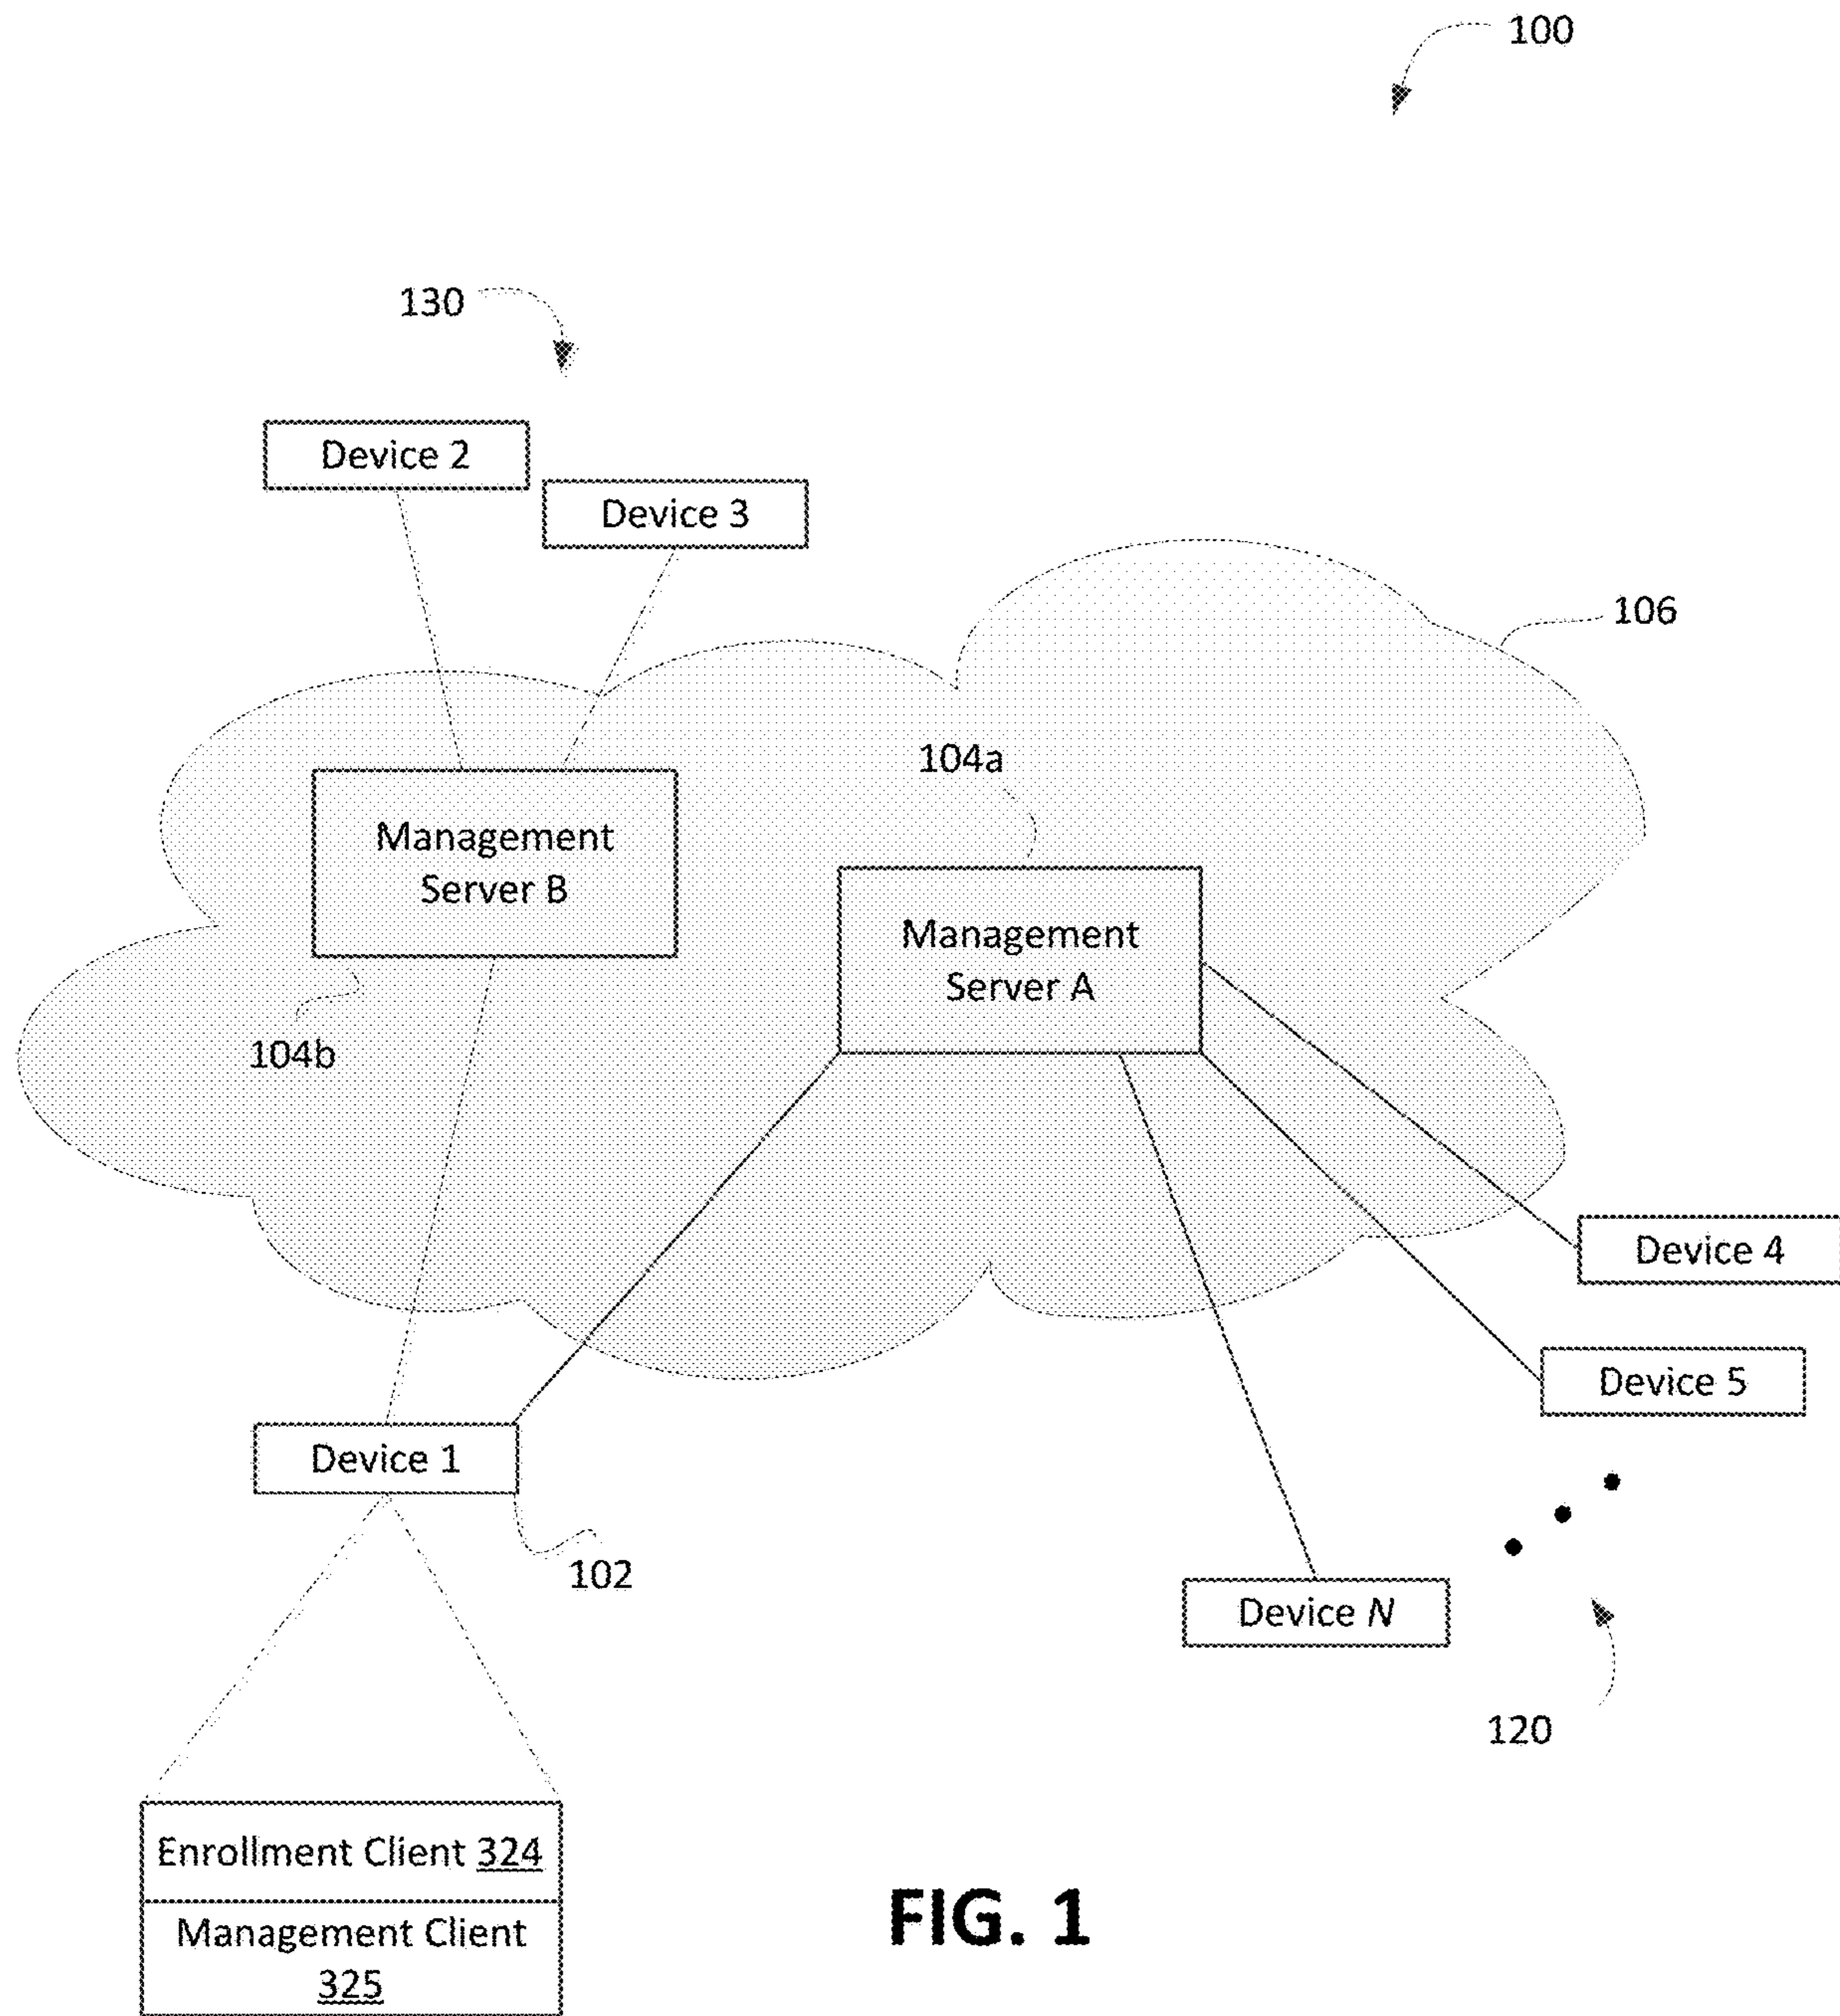 100
130
Device 2
Device 3
106
104a
Management
Server B
Management
Server A
104b
Device 4
Device 5
Device 1
102
Device N
120
Enrollment Client 324
Management Client
325
FIG. 1